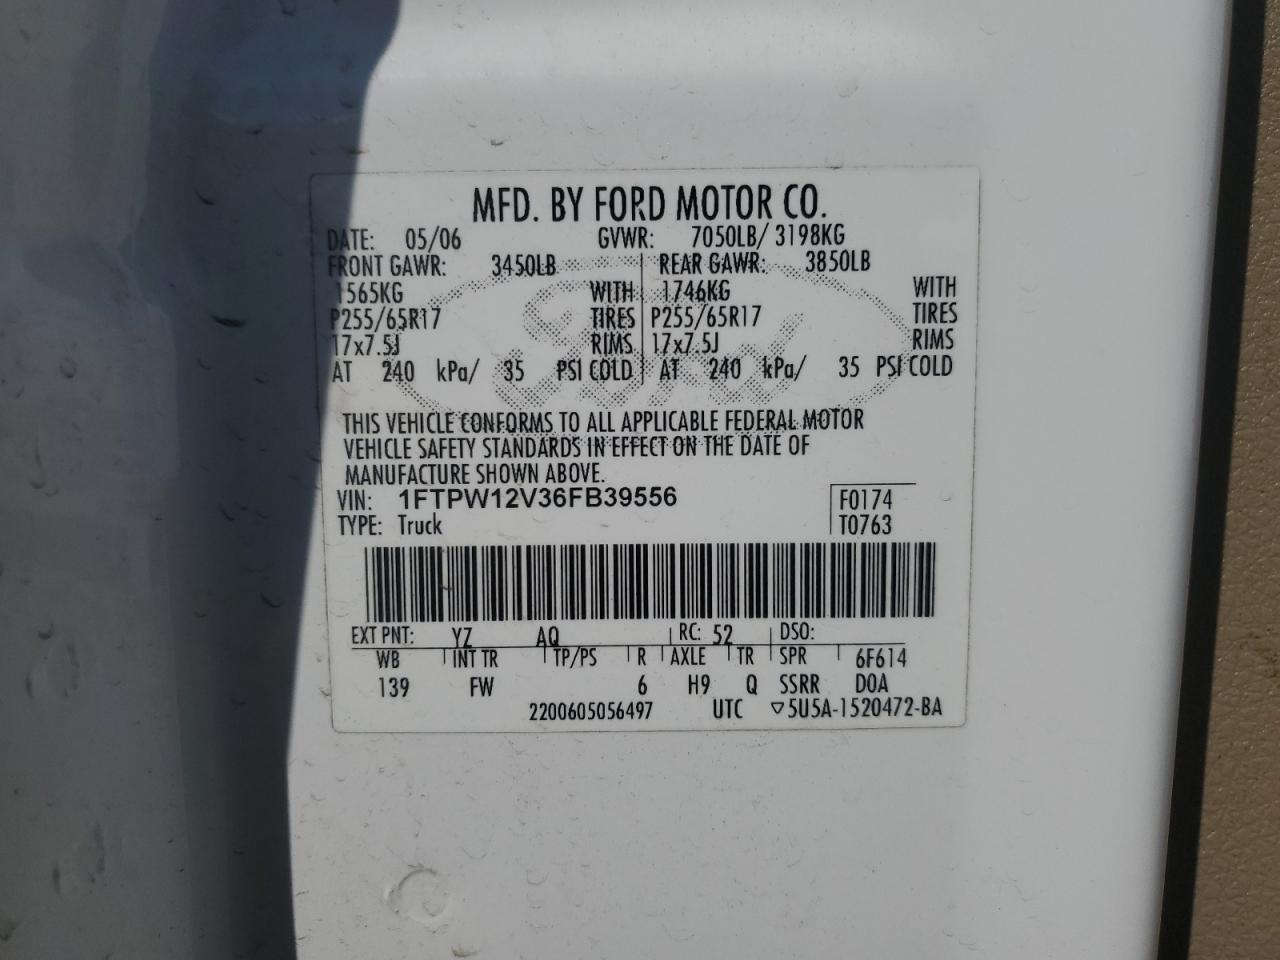 MFD. BY FORD MOTOR CO.
DATE: 05/06 GVWR: 7050LB/ 3198KG
FRONT GAWR: 3450LB REAR GAWR: 3850LB
1565KG WITH 1746KG WITH
P255/65R17 TIRES P255/65R17 TIRES
17x7.5J RIMS 17x7.5J RIMS
AT 240 kPa/ 35 PSI COLD AT 240 kPa/ 35 PSI COLD
THIS VEHICLE CONFORMS TO ALL APPLICABLE FEDERAL MOTOR
VEHICLE SAFETY STANDARDS IN EFFECT ON THE DATE OF
MANUFACTURE SHOWN ABOVE.
VIN: 1FTPW12V36FB39556 F0174
TYPE: Truck T0763
EXT PNT: YZ AQ RC: 52 DSO:
WB INT TR TP/PS R AXLE TR SPR 6F614
139 FW 6 H9 Q SSRR DOA
2200605056497 UTC ▽5U5A-1520472-BA
Ford